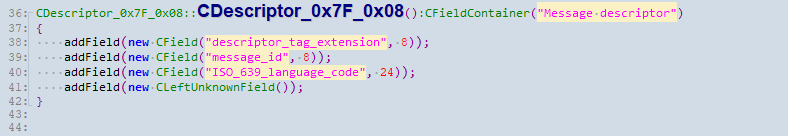 36: CDescriptor_0x7F_0x08::CDescriptor_0x7F_0x08():CFieldContainer("Message·descriptor")
37: {
38: ····addField(new CField("descriptor_tag_extension",·8));
39: ····addField(new CField("message_id",·8));
40: ····addField(new CField("ISO_639_language_code",·24));
41: ····addField(new CLeftUnknownField());
42: }
43:
44: